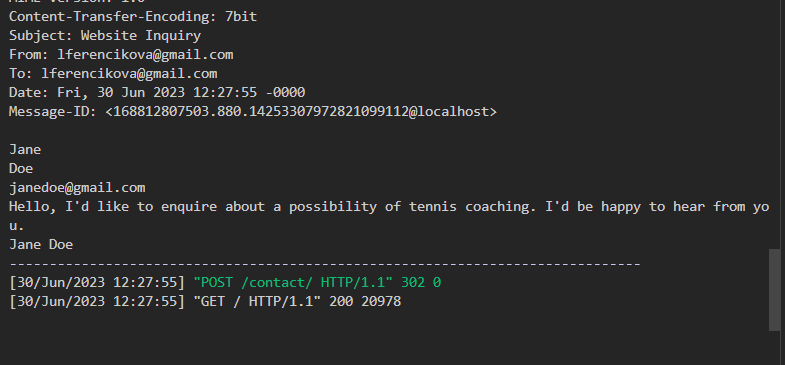 MIME-Version: 1.0
Content-Transfer-Encoding: 7bit
Subject: Website Inquiry
From: lferencikova@gmail.com
To: lferencikova@gmail.com
Date: Fri, 30 Jun 2023 12:27:55 -0000
Message-ID: <168812807503.880.14253307972821099112@localhost>
Jane
Doe
janedoe@gmail.com
Hello, I'd like to enquire about a possibility of tennis coaching. I'd be happy to hear from yo
u.
Jane Doe
-------------------------------------------------------------------------------
[30/Jun/2023 12:27:55] "POST /contact/ HTTP/1.1" 302 0
[30/Jun/2023 12:27:55] "GET / HTTP/1.1" 200 20978